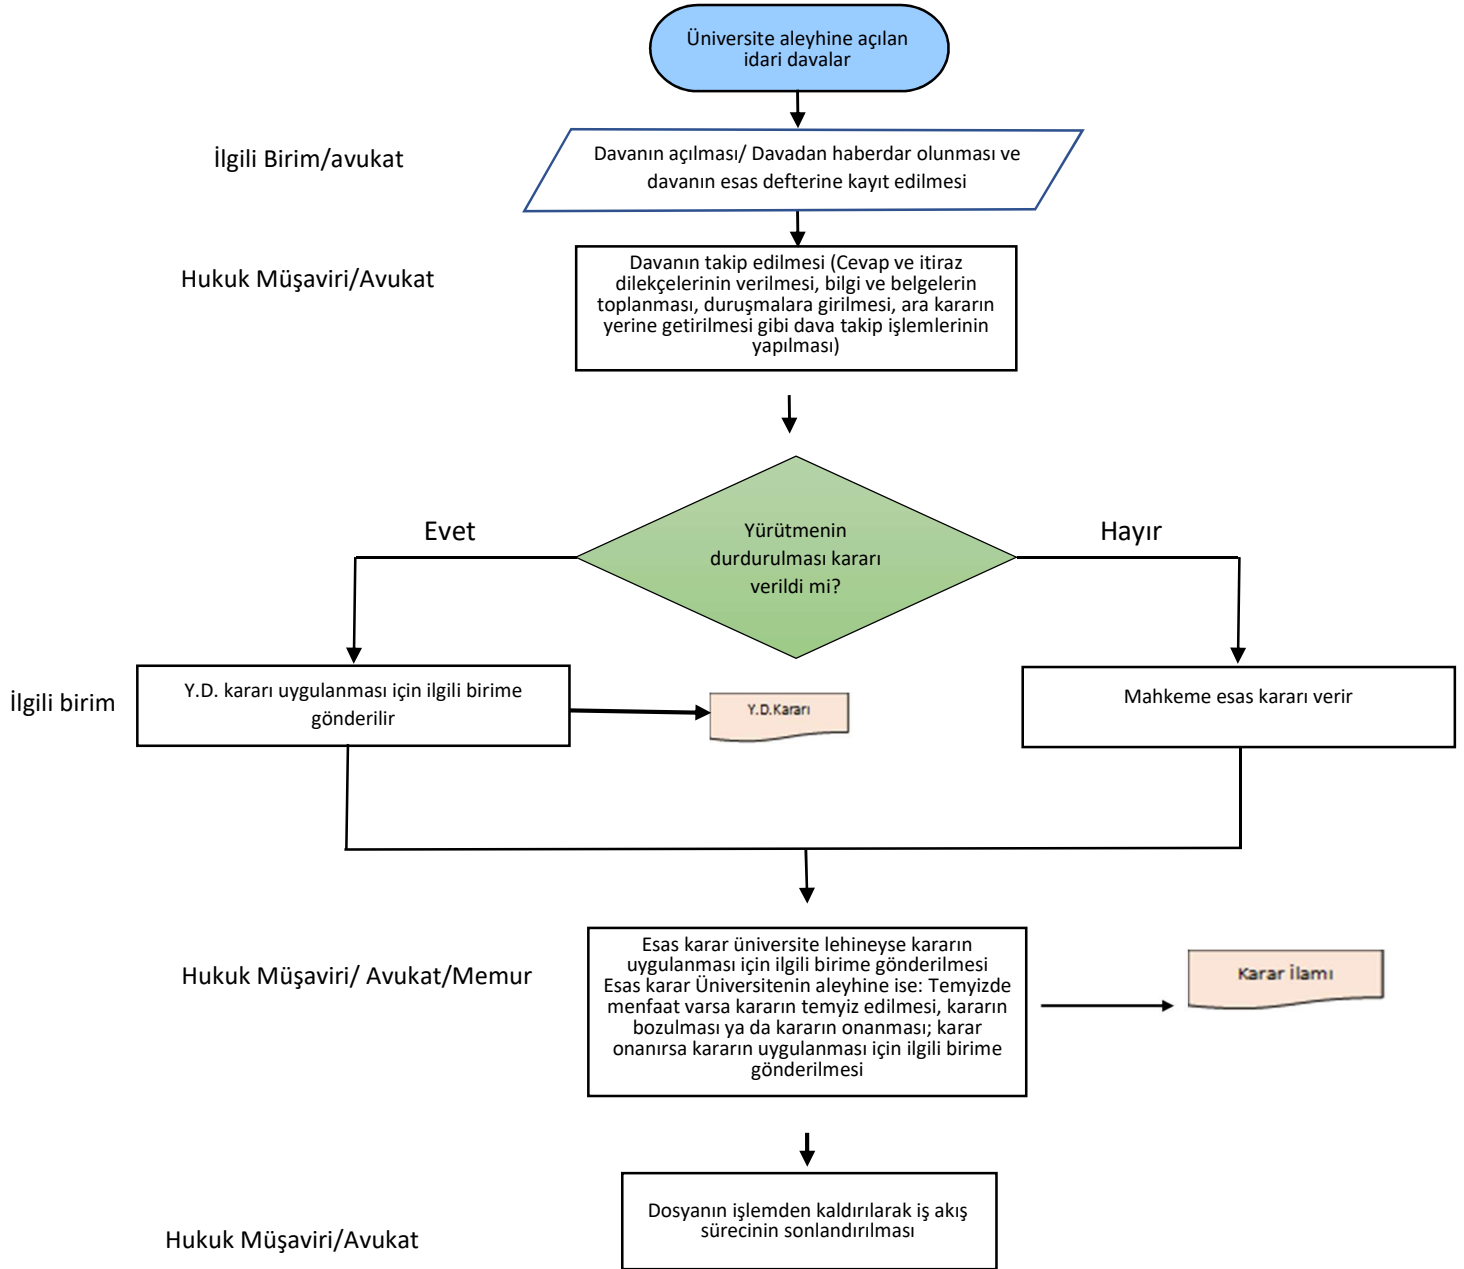 Üniversite aleyhine açılan
idari davalar
İlgili Birim/avukat
Davanın açılması/ Davadan haberdar olunması ve
davanın esas defterine kayıt edilmesi
Hukuk Müşaviri/Avukat
Davanın takip edilmesi (Cevap ve itiraz
dilekçelerinin verilmesi, bilgi ve belgelerin
toplanması, duruşmalara girilmesi, ara kararın
yerine getirilmesi gibi dava takip işlemlerinin
yapılması)
Evet
Yürütmenin
durdurulması kararı
verildi mi?
Hayır
İlgili birim
Y.D. kararı uygulanması için ilgili birime
gönderilir
Y.D.Kararı
Mahkeme esas kararı verir
Hukuk Müşaviri/ Avukat/Memur
Esas karar üniversite lehineyse kararın
uygulanması için ilgili birime gönderilmesi
Esas karar Üniversitenin aleyhine ise: Temyizde
menfaat varsa kararın temyiz edilmesi, kararın
bozulması ya da kararın onanması; karar
onanırsa kararın uygulanması için ilgili birime
gönderilmesi
Karar İlamı
Dosyanın işlemden kaldırılarak iş akış
sürecinin sonlandırılması
Hukuk Müşaviri/Avukat